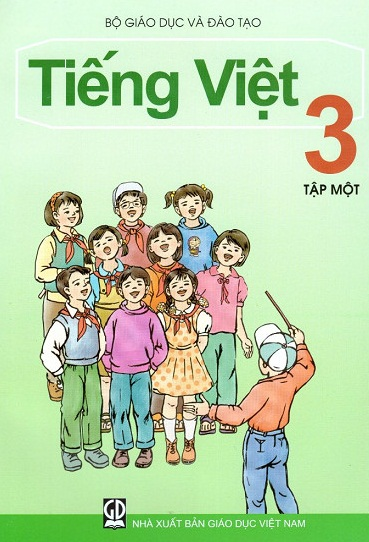 BỘ GIÁO DỤC VÀ ĐÀO TẠO
Tiếng Việt
3
TẬP MỘT
GD
NHÀ XUẤT BẢN GIÁO DỤC VIỆT NAM